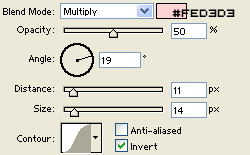 Blend Mode: Multiply #FED3D3
Opacity: 50 %
Angle: 19 °
Distance: 11 px
Size: 14 px
Contour: Anti-aliased
Invert